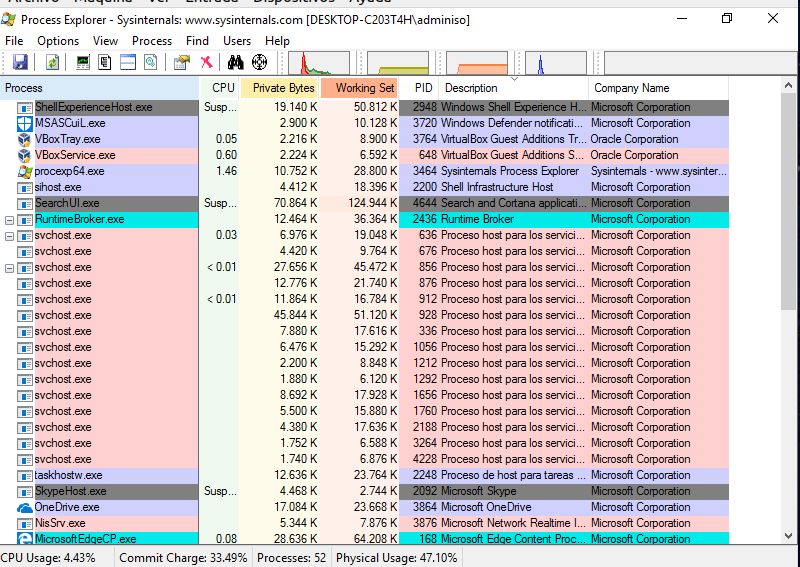 Archivo Máquina Ver Entrada Dispositivos Ayuda
Process Explorer - Sysinternals: www.sysinternals.com [DESKTOP-C203T4H\adminiso]
File Options View Process Find Users Help
Process CPU Private Bytes Working Set PID Description Company Name
ShellExperienceHost.exe Susp... 19.140 K 50.812 K 2948 Windows Shell Experience H... Microsoft Corporation
MSASCuiL.exe 2.900 K 10.128 K 3720 Windows Defender notificati... Microsoft Corporation
VBoxTray.exe 0.05 2.216 K 8.900 K 3764 VirtualBox Guest Additions Tr... Oracle Corporation
VBoxService.exe 0.60 2.224 K 6.592 K 648 VirtualBox Guest Additions S... Oracle Corporation
procexp64.exe 1.46 10.752 K 28.800 K 3464 Sysinternals Process Explorer Sysinternals - www.sysinter...
sihost.exe 4.412 K 18.396 K 2200 Shell Infrastructure Host Microsoft Corporation
SearchUI.exe Susp... 70.864 K 124.944 K 4644 Search and Cortana applicati... Microsoft Corporation
RuntimeBroker.exe 12.464 K 36.364 K 2436 Runtime Broker Microsoft Corporation
svchost.exe 0.03 6.976 K 19.048 K 636 Proceso host para los servici... Microsoft Corporation
svchost.exe 4.420 K 9.764 K 676 Proceso host para los servici... Microsoft Corporation
svchost.exe < 0.01 27.656 K 45.472 K 856 Proceso host para los servici... Microsoft Corporation
svchost.exe 12.776 K 21.740 K 876 Proceso host para los servici... Microsoft Corporation
svchost.exe < 0.01 11.864 K 16.784 K 912 Proceso host para los servici... Microsoft Corporation
svchost.exe 45.844 K 51.120 K 928 Proceso host para los servici... Microsoft Corporation
svchost.exe 7.880 K 17.616 K 336 Proceso host para los servici... Microsoft Corporation
svchost.exe 6.476 K 15.292 K 1056 Proceso host para los servici... Microsoft Corporation
svchost.exe 2.200 K 8.848 K 1212 Proceso host para los servici... Microsoft Corporation
svchost.exe 1.880 K 6.120 K 1292 Proceso host para los servici... Microsoft Corporation
svchost.exe 8.692 K 17.928 K 1656 Proceso host para los servici... Microsoft Corporation
svchost.exe 5.500 K 15.880 K 1760 Proceso host para los servici... Microsoft Corporation
svchost.exe 4.380 K 17.636 K 2188 Proceso host para los servici... Microsoft Corporation
svchost.exe 1.752 K 6.588 K 3264 Proceso host para los servici... Microsoft Corporation
svchost.exe 1.740 K 6.876 K 4228 Proceso host para los servici... Microsoft Corporation
taskhostw.exe 12.636 K 23.764 K 2248 Proceso de host para tareas ... Microsoft Corporation
SkypeHost.exe Susp... 4.468 K 2.744 K 2092 Microsoft Skype Microsoft Corporation
OneDrive.exe 17.084 K 23.668 K 3864 Microsoft OneDrive Microsoft Corporation
NisSrv.exe 5.344 K 7.876 K 3876 Microsoft Network Realtime I... Microsoft Corporation
MicrosoftEdgeCP.exe 0.08 28.636 K 64.208 K 168 Microsoft Edge Content Proc... Microsoft Corporation
CPU Usage: 4.43% Commit Charge: 33.49% Processes: 52 Physical Usage: 47.10%